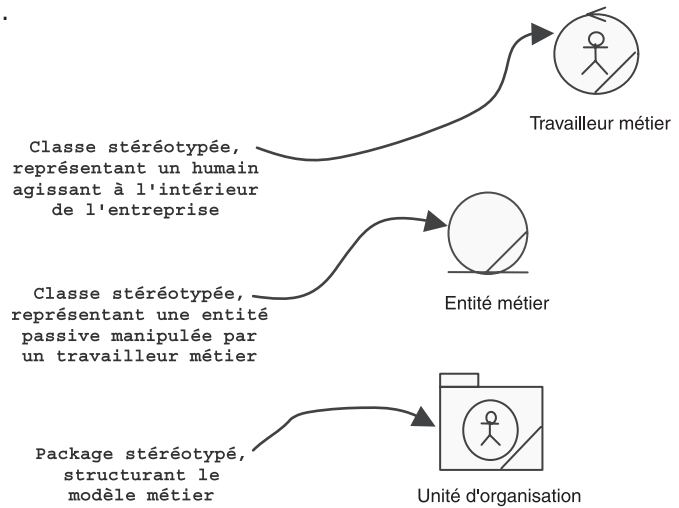 .
Travailleur métier
Classe stéréotypée,
représentant un humain
agissant à l'intérieur
de l'entreprise
Entité métier
Classe stéréotypée,
représentant une entité
passive manipulée par
un travailleur métier
Package stéréotypé,
structurant le
modèle métier
Unité d'organisation